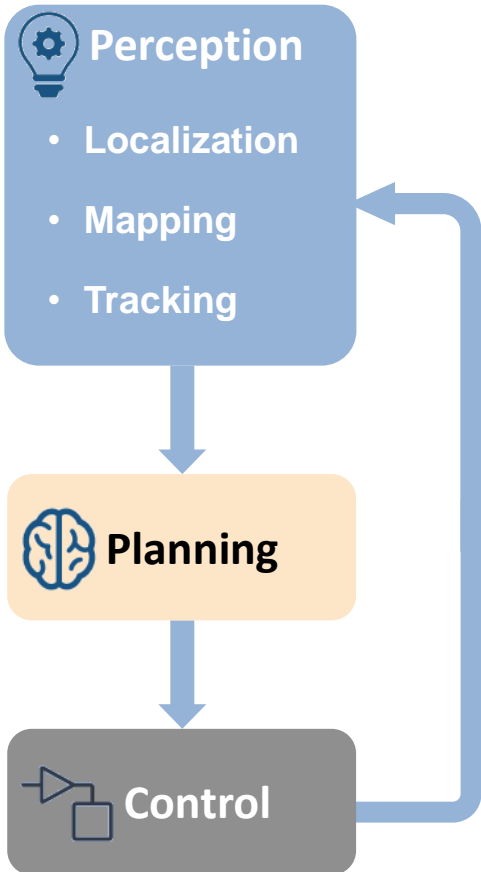 Perception
• Localization
• Mapping
• Tracking
Planning
Control